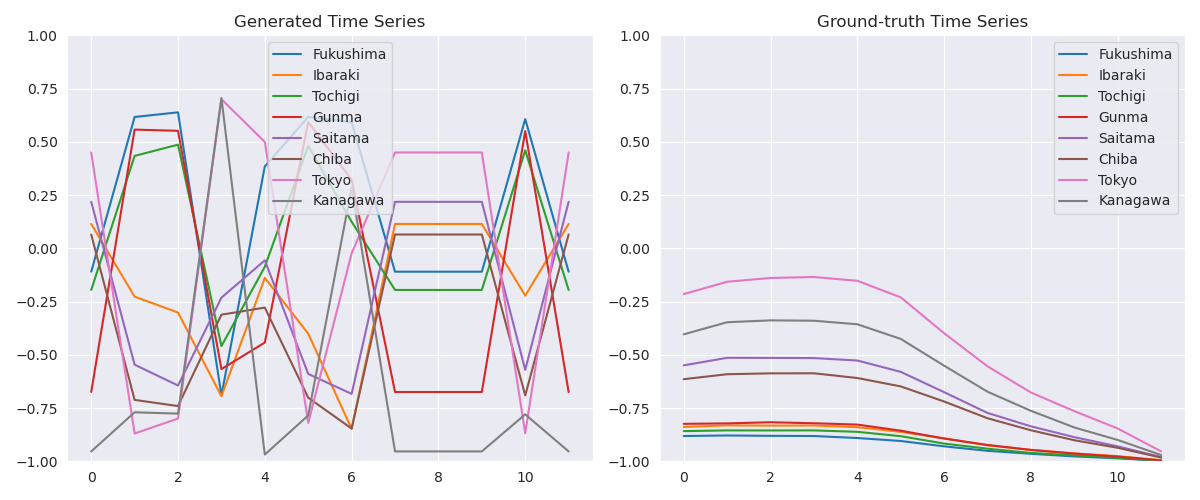 Generated Time Series
1.00
0.75
0.50
0.25
0.00
−0.25
−0.50
−0.75
−1.00
0 2 4 6 8 10
Fukushima
Ibaraki
Tochigi
Gunma
Saitama
Chiba
Tokyo
Kanagawa
Ground-truth Time Series
1.00
0.75
0.50
0.25
0.00
−0.25
−0.50
−0.75
−1.00
0 2 4 6 8 10
Fukushima
Ibaraki
Tochigi
Gunma
Saitama
Chiba
Tokyo
Kanagawa